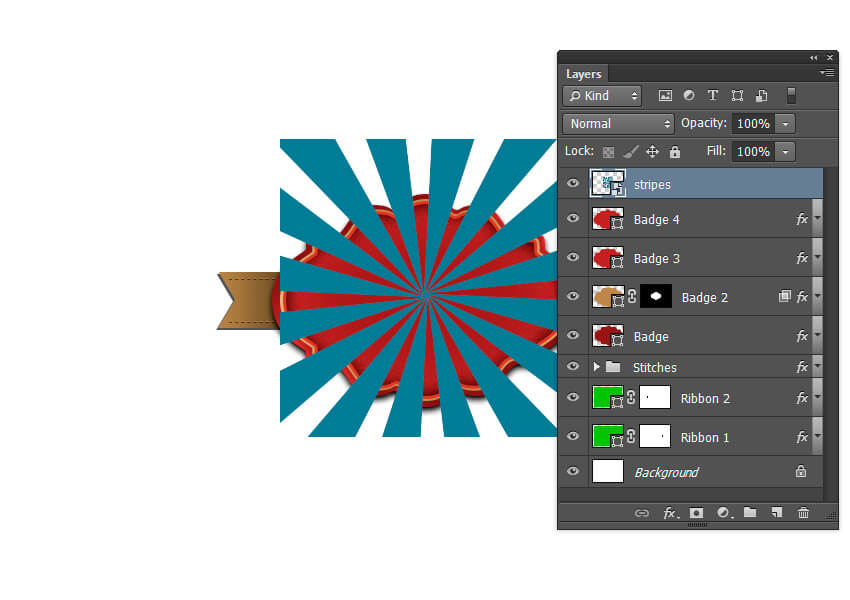 Layers
Kind T
Normal Opacity: 100%
Lock: Fill: 100%
stripes
Badge 4 fx
Badge 3 fx
Badge 2 fx
Badge fx
Stitches fx
Ribbon 2 fx
Ribbon 1 fx
Background
fx.